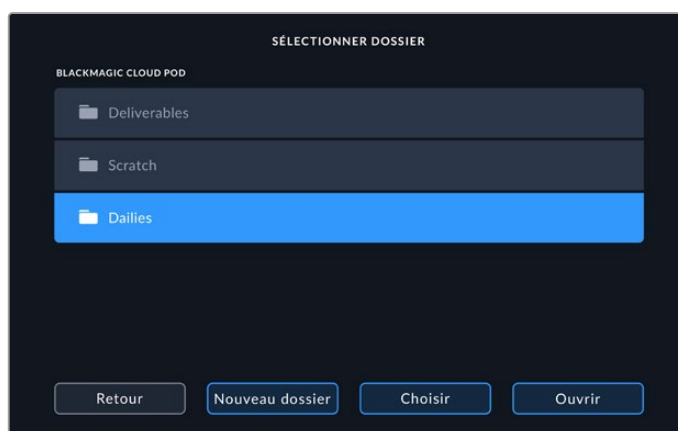 SÉLECTIONNER DOSSIER
BLACKMAGIC CLOUD POD
Deliverables
Scratch
Dailies
Retour
Nouveau dossier
Choisir
Ouvrir